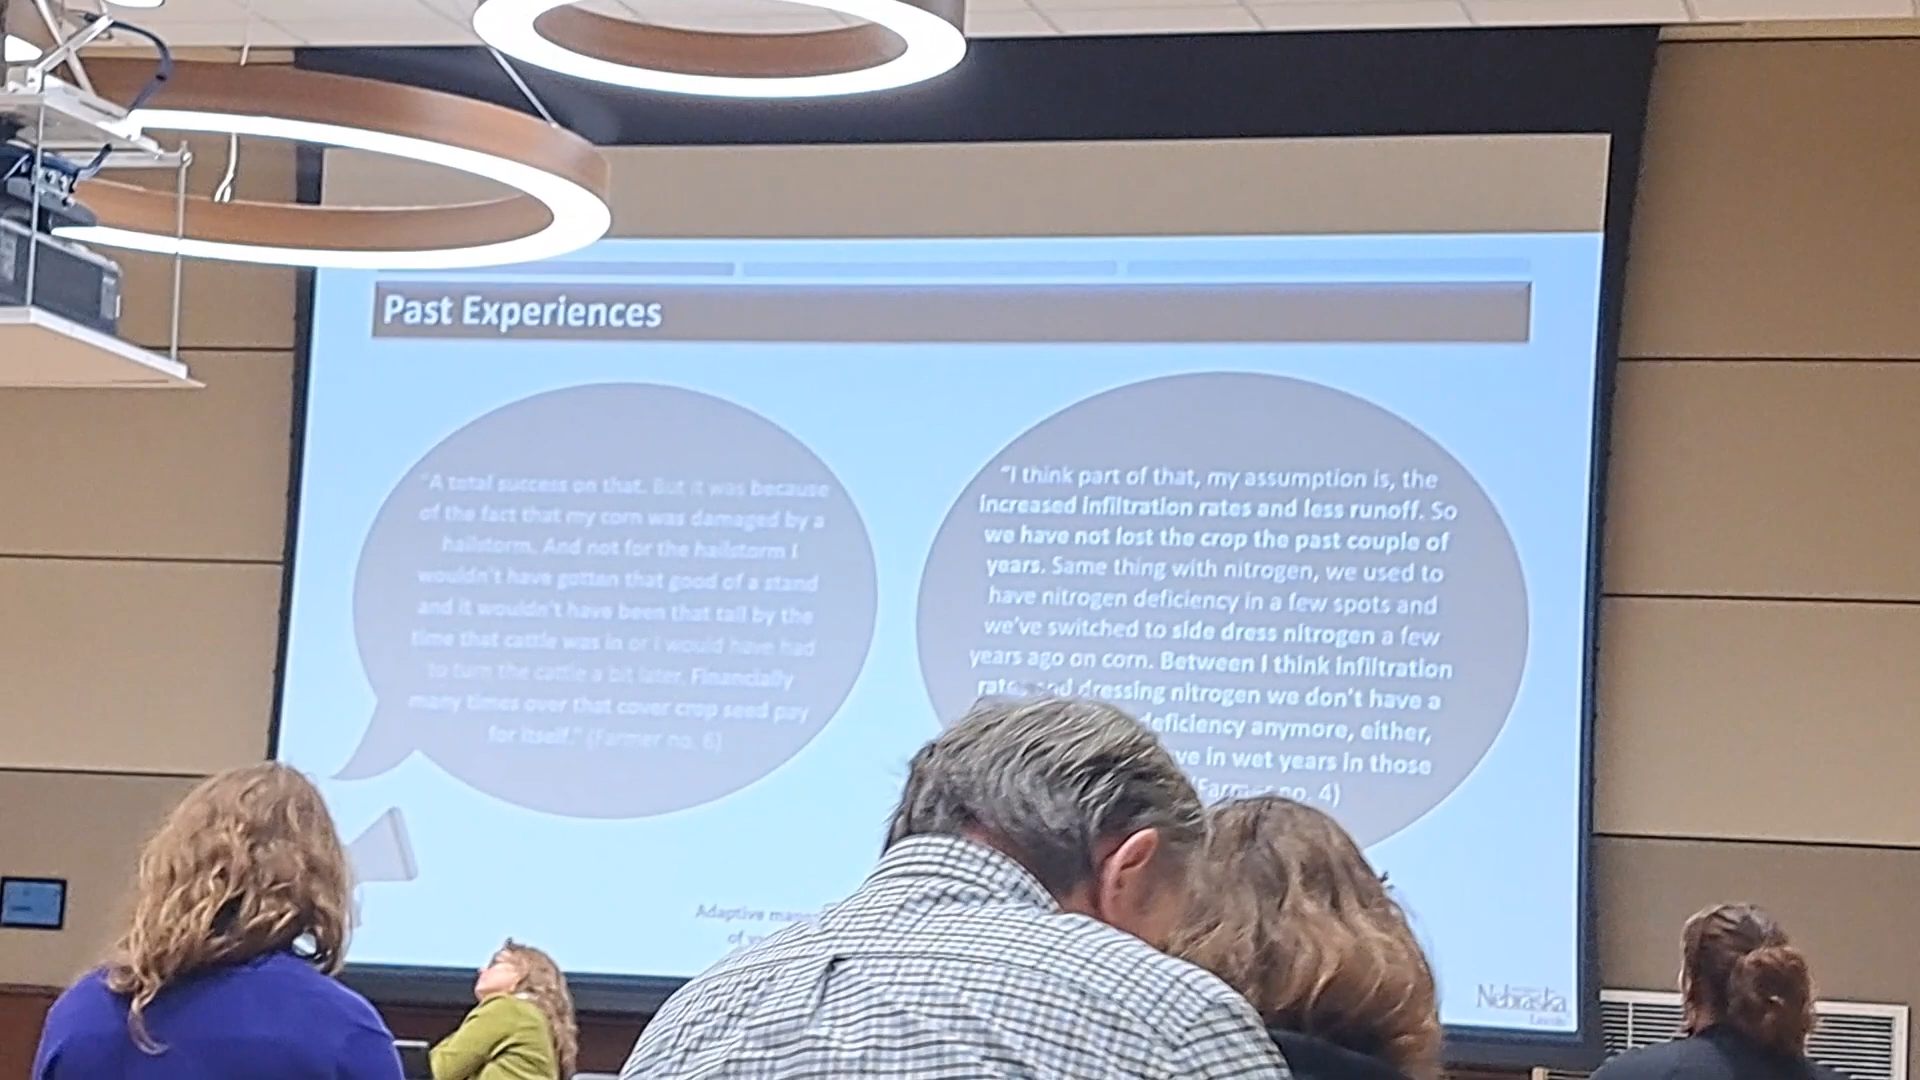 Past Experiences
"A total success on that. But it was because
of the fact that my corn was damaged by a
hailstorm. And not for the hailstorm I
wouldn't have gotten that good of a stand
and it wouldn't have been that tall by the
time that cattle was in or I would have had
to turn the cattle a bit later. Financially
many times over that cover crop seed pay
for itself." (Farmer no. 6)
"I think part of that, my assumption is, the
increased infiltration rates and less runoff. So
we have not lost the crop the past couple of
years. Same thing with nitrogen, we used to
have nitrogen deficiency in a few spots and
we've switched to side dress nitrogen a few
years ago on corn. Between I think infiltration
dressing nitrogen we don't have a
deficiency anymore, either,
in wet years in those
(Farmer no. 4)
Adaptive
of
Nebraska
Lincoln